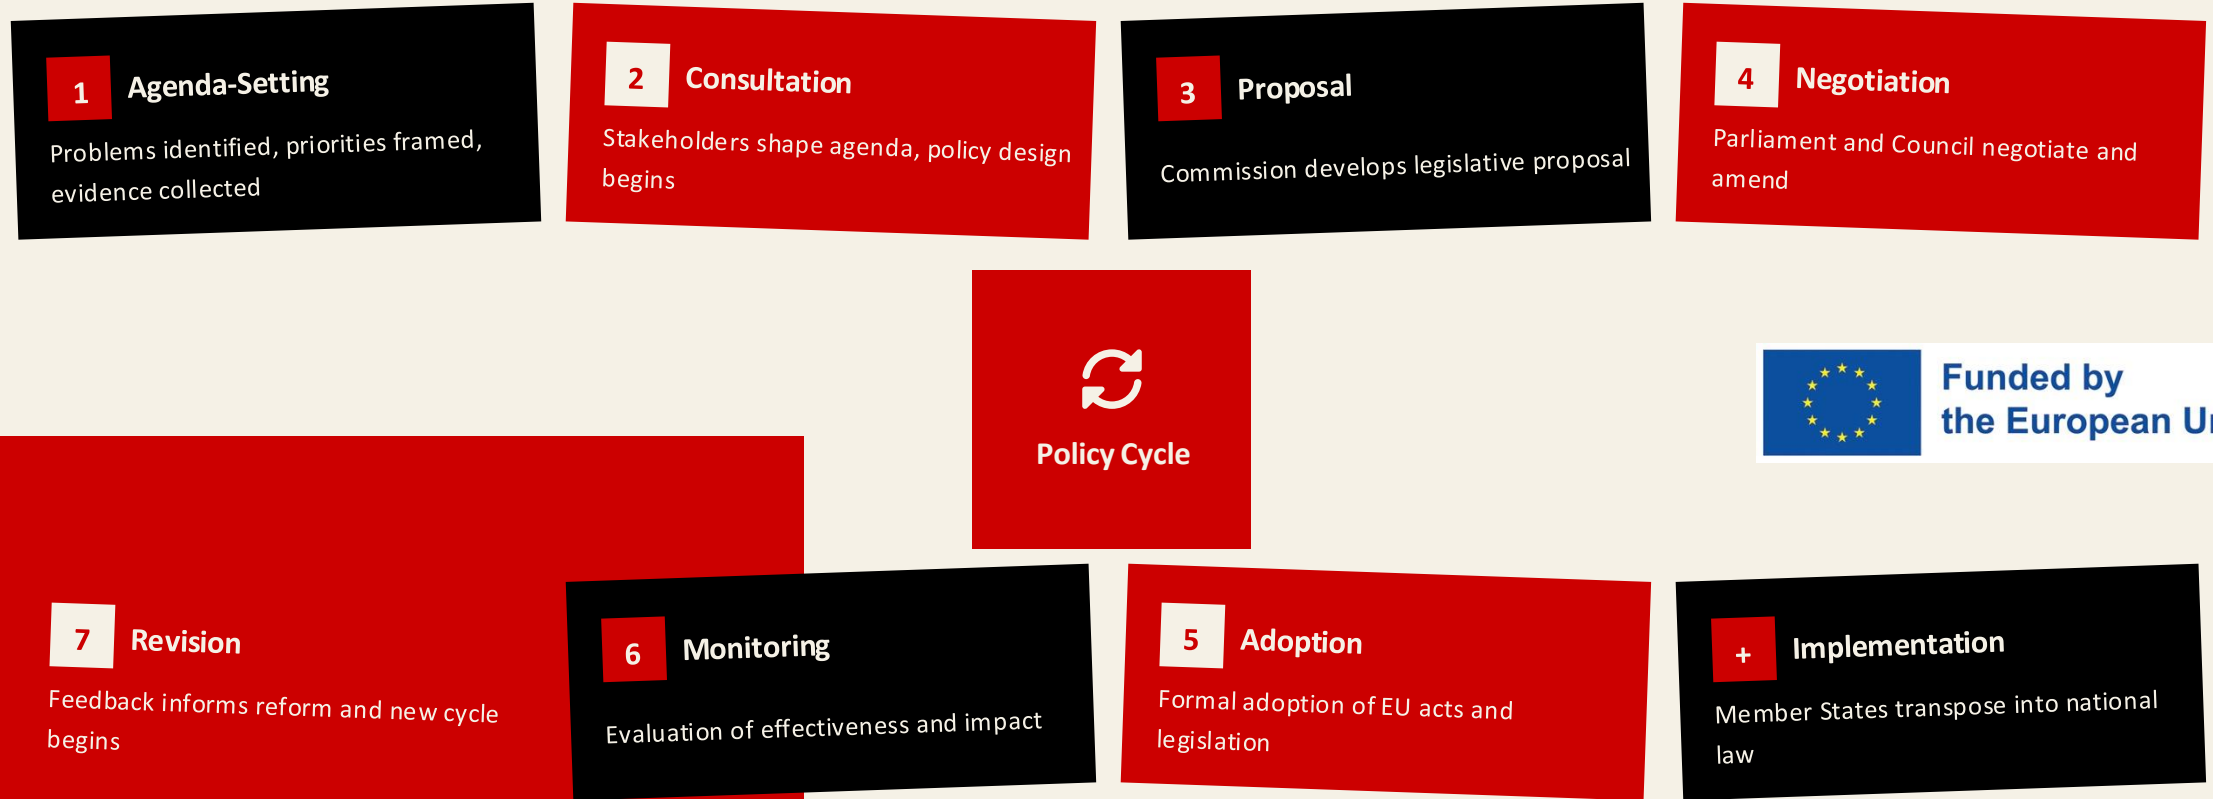 1
Agenda-Setting
Problems identified, priorities framed,
evidence collected
2
Consultation
Stakeholders shape agenda, policy design
begins
3
Proposal
Commission develops legislative proposal
4
Negotiation
Parliament and Council negotiate and
amend
Policy Cycle
Funded by
the European
7
Revision
Feedback informs reform and new cycle
begins
6
Monitoring
Evaluation of effectiveness and impact
5
Adoption
Formal adoption of EU acts and
legislation
+
Implementation
Member States transpose into national
law